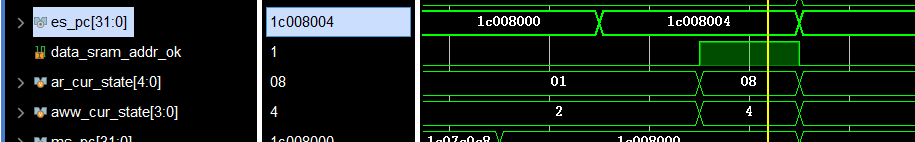 es_pc[31:0] 1c008004 1c008000 1c008004
data_sram_addr_ok 1
ar_cur_state[4:0] 08 01 08
aww_cur_state[3:0] 4 2 4
1c008000